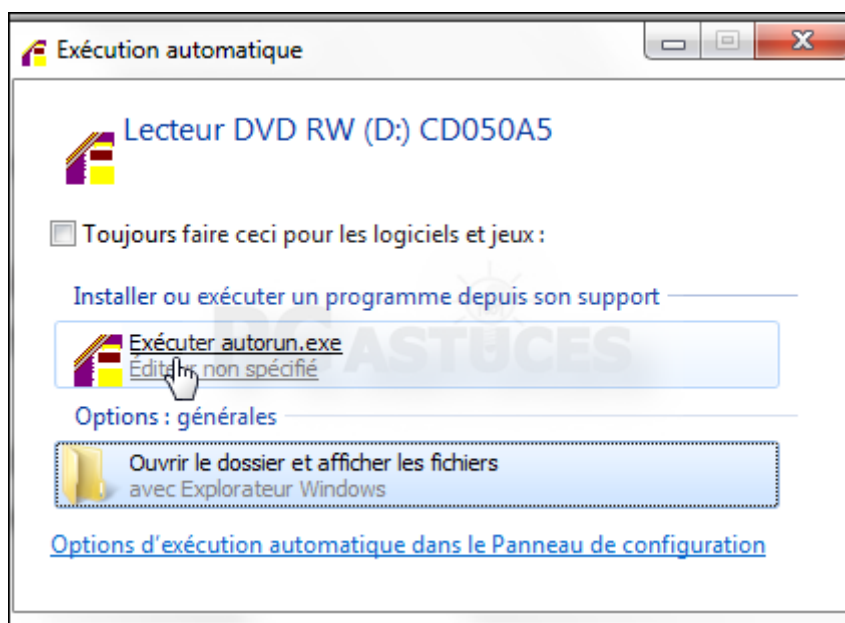 Exécution automatique
Lecteur DVD RW (D:) CD050A5
Toujours faire ceci pour les logiciels et jeux :
Installer ou exécuter un programme depuis son support
PC ASTUCES
Exécuter autorun.exe
Éditeur non spécifié
Options : générales
Ouvrir le dossier et afficher les fichiers
avec Explorateur Windows
Options d'exécution automatique dans le Panneau de configuration